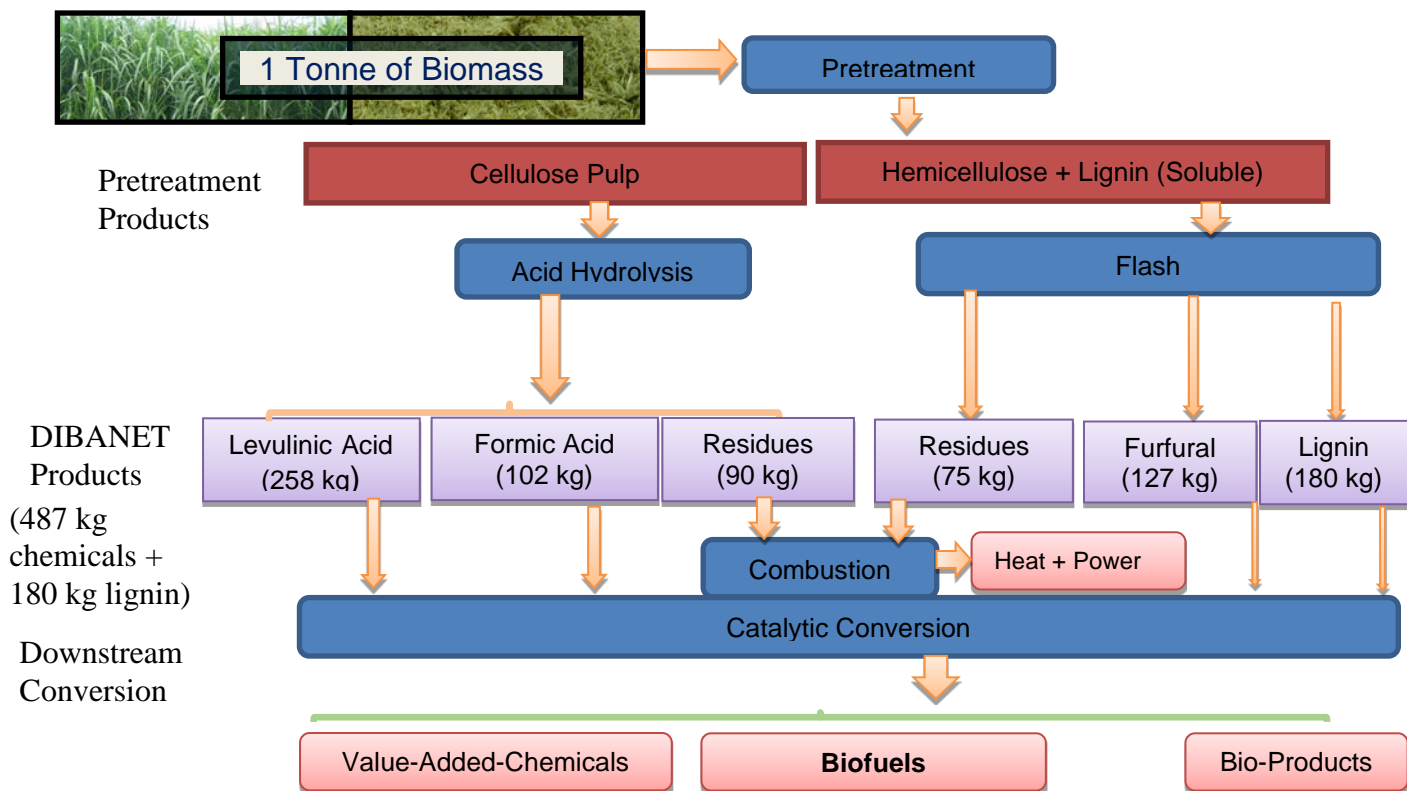 1 Tonne of Biomass
Pretreatment
Pretreatment
Products
Cellulose Pulp
Hemicellulose + Lignin (Soluble)
Acid Hydrolysis
Flash
DIBANET
Products
(487 kg
chemicals +
180 kg lignin)
Levulinic Acid
(258 kg)
Formic Acid
(102 kg)
Residues
(90 kg)
Residues
(75 kg)
Furfural
(127 kg)
Lignin
(180 kg)
Combustion
Heat + Power
Catalytic Conversion
Downstream
Conversion
Value-Added-Chemicals
Biofuels
Bio-Products